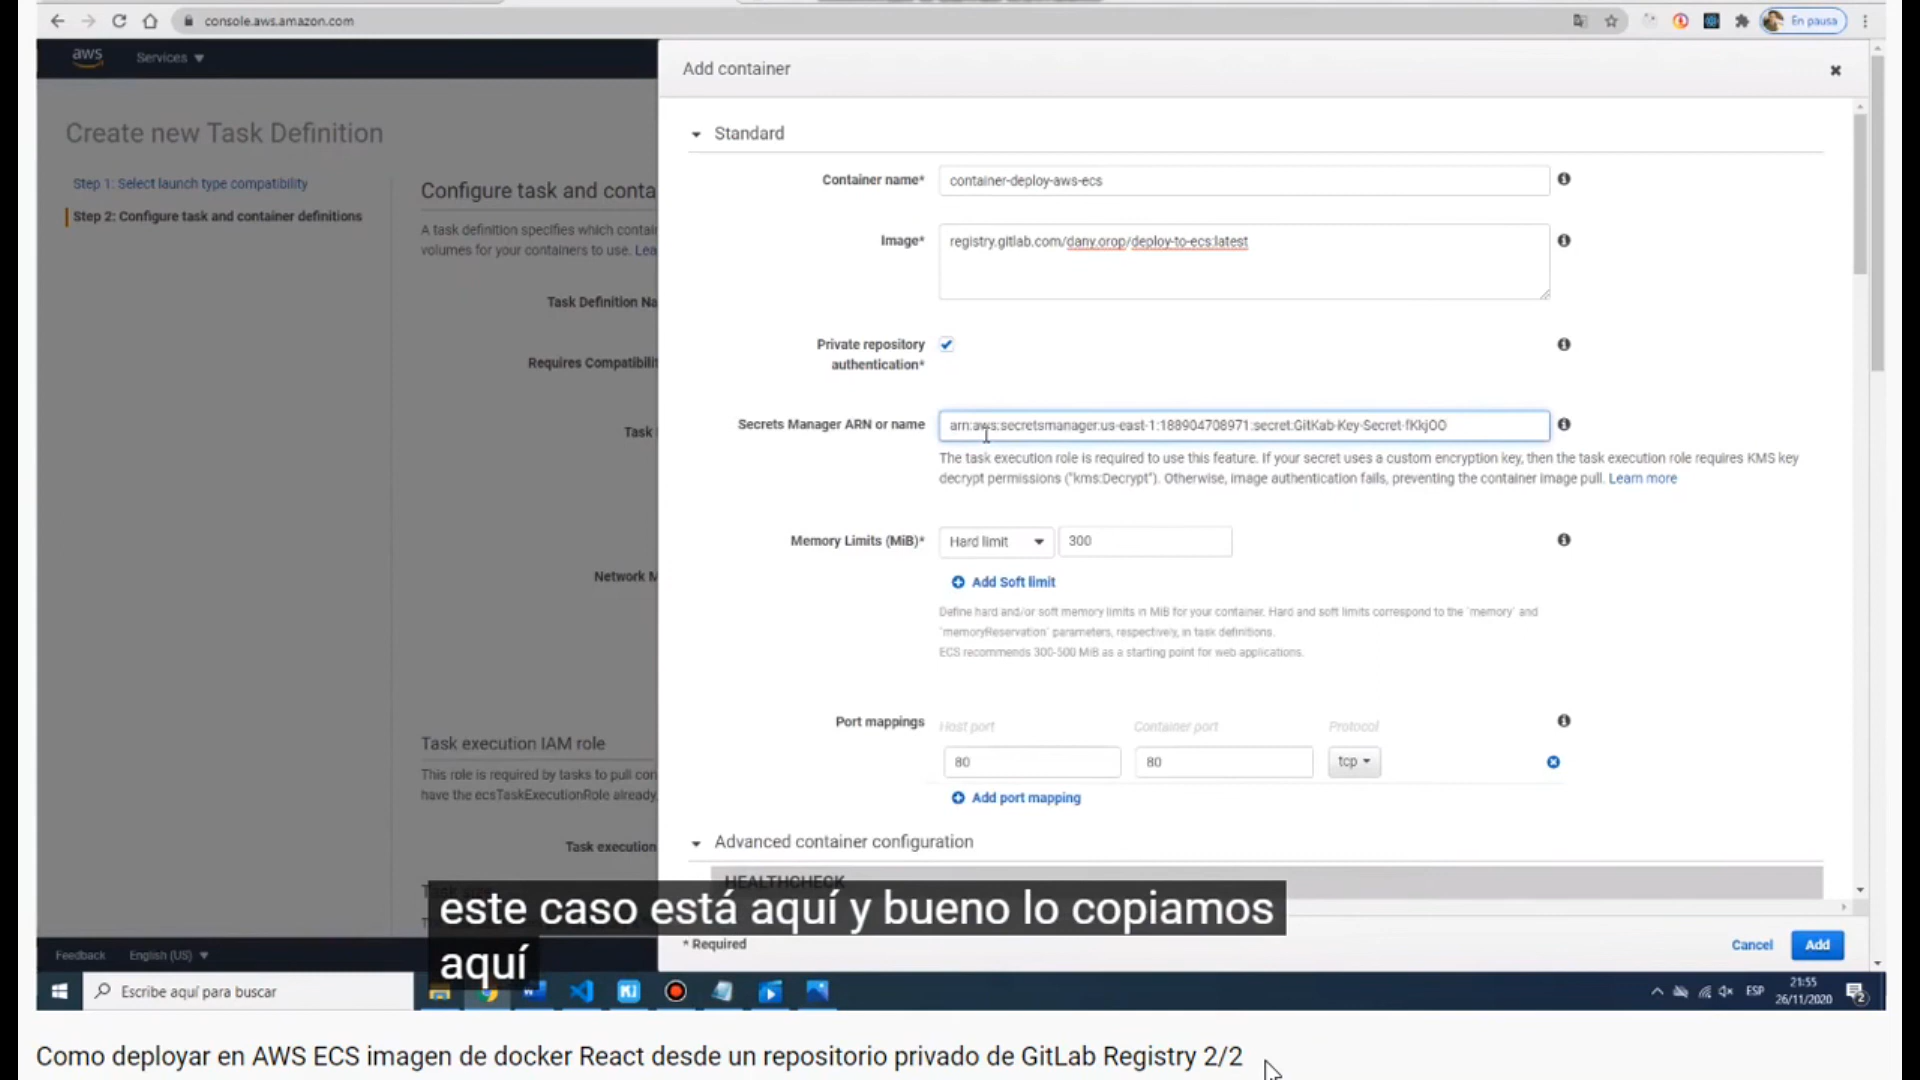 console.aws.amazon.com
En pausa
aws
Services
Add container
Create new Task Definition
Standard
Step 1: Select launch type compatibility
Step 2: Configure task and container definitions
Configure task and conta
A task definition specifies which contai
volumes for your containers to use. Lea
Task Definition Na
Requires Compatibilit
Task
Network M
Task execution IAM role
This role is required by tasks to pull con
have the ecsTaskExecutionRole already,
Task execution
Container name*
container-deploy-aws-ecs
Image*
registry.gitlab.com/dany.orop/deploy-to-ecs:latest
Private repository
authentication*
Secrets Manager ARN or name
arn:aws:secretsmanager:us-east-1:188904708971:secret:GitKab-Key-Secret-fKkjOO
The task execution role is required to use this feature. If your secret uses a custom encryption key, then the task execution role requires KMS key
decrypt permissions ("kms:Decrypt"). Otherwise, image authentication fails, preventing the container image pull. Learn more
Memory Limits (MiB)*
Hard limit
300
Add Soft limit
Define hard and/or soft memory limits in MiB for your container. Hard and soft limits correspond to the `memory` and
`memoryReservation` parameters, respectively, in task definitions.
ECS recommends 300-500 MiB as a starting point for web applications.
Port mappings
Host port
Container port
Protocol
80
80
tcp
Add port mapping
Advanced container configuration
HEALTHCHECK
este caso está aquí y bueno lo copiamos
aquí
* Required
Cancel
Add
Feedback
English (US)
Escribe aquí para buscar
ESP
21:55
26/11/2020
2
Como deployar en AWS ECS imagen de docker React desde un repositorio privado de GitLab Registry 2/2